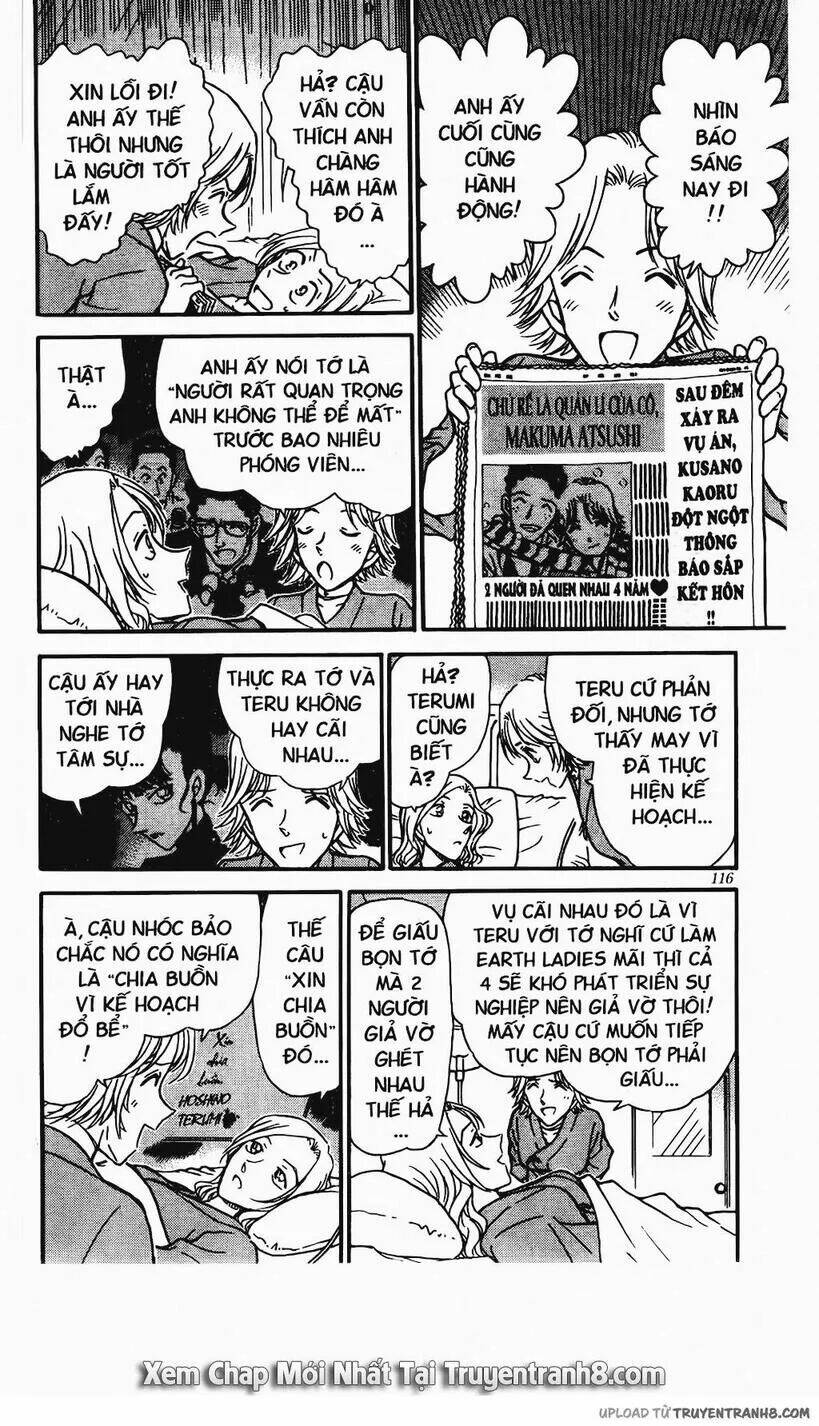 NHÌN
BÁO
SÁNG
NAY ĐI
!!
ANH ẤY
CUỐI CÙNG
CŨNG
HÀNH
ĐỘNG!
CHÚ RỂ LÀ QUẢN LÍ CỦA CÔ,
MAKUMA ATSUSHI
SAU ĐÊM
XẢY RA
VỤ ÁN,
KUSANO
KAORU
ĐỘT NGỘT
THÔNG
BÁO SẮP
KẾT HÔN
!!
2 NGƯỜI ĐÃ QUEN NHAU 4 NĂM
HẢ? CẬU
VẪN CÒN
THÍCH ANH
CHÀNG
HÂM HÂM
ĐÓ À
...
XIN LỖI ĐI!
ANH ẤY THẾ
THÔI NHƯNG
LÀ NGƯỜI TỐT
LẮM
ĐẤY!
ANH ẤY NÓI TỚ LÀ
"NGƯỜI RẤT QUAN TRỌNG
ANH KHÔNG THỂ ĐỂ MẤT"
TRƯỚC BAO NHIÊU
PHÓNG VIÊN...
THẬT
À...
TERU CỨ PHẢN
ĐỐI, NHƯNG TỚ
THẤY MAY VÌ
ĐÃ THỰC
HIỆN KẾ
HOẠCH...
HẢ?
TERUMI
CŨNG
BIẾT
À?
THỰC RA TỚ VÀ
TERU KHÔNG
HAY CÃI
NHAU...
CẬU ẤY HAY
TỚI NHÀ
NGHE TỚ
TÂM SỰ...
116
VỤ CÃI NHAU ĐÓ LÀ VÌ
TERU VỚI TỚ NGHĨ CỨ LÀM
EARTH LADIES MÃI THÌ CẢ
4 SẼ KHÓ PHÁT TRIỂN SỰ
NGHIỆP NÊN GIẢ VỜ THÔI!
MẤY CẬU CỨ MUỐN TIẾP
TỤC NÊN BỌN TỚ PHẢI
GIẤU...
ĐỂ GIẤU
BỌN TỚ
MÀ 2
NGƯỜI
GIẢ VỜ
GHÉT
NHAU
THẾ HẢ
...
THẾ
CÂU
"XIN
CHIA
BUỒN"
ĐÓ...
À, CẬU NHÓC BẢO
CHẮC NÓ CÓ NGHĨA
LÀ "CHIA BUỒN
VÌ KẾ HOẠCH
ĐỔ BỂ"
!
Xin
chia
buồn
HOSHINO
TERUMI
Xem Chap Mới Nhất Tại Truyentranh8.com
UPLOAD TỪ TRUYENTRANH8.COM